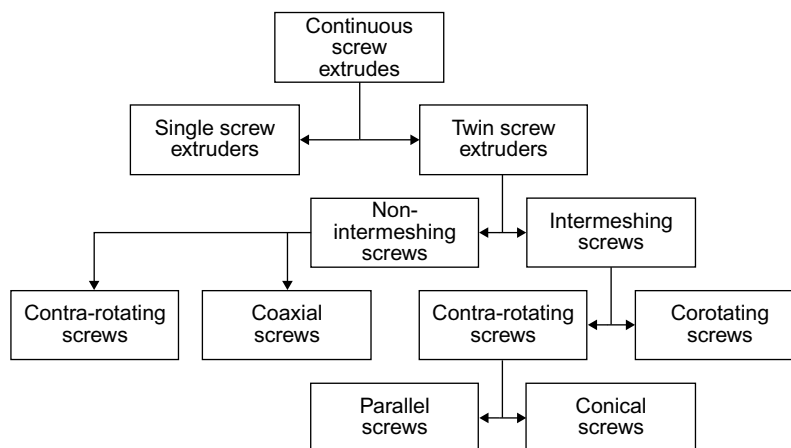 Continuous
screw
extrudes
Single screw
extruders
Twin screw
extruders
Non-
intermeshing
screws
Intermeshing
screws
Contra-rotating
screws
Coaxial
screws
Contra-rotating
screws
Corotating
screws
Parallel
screws
Conical
screws